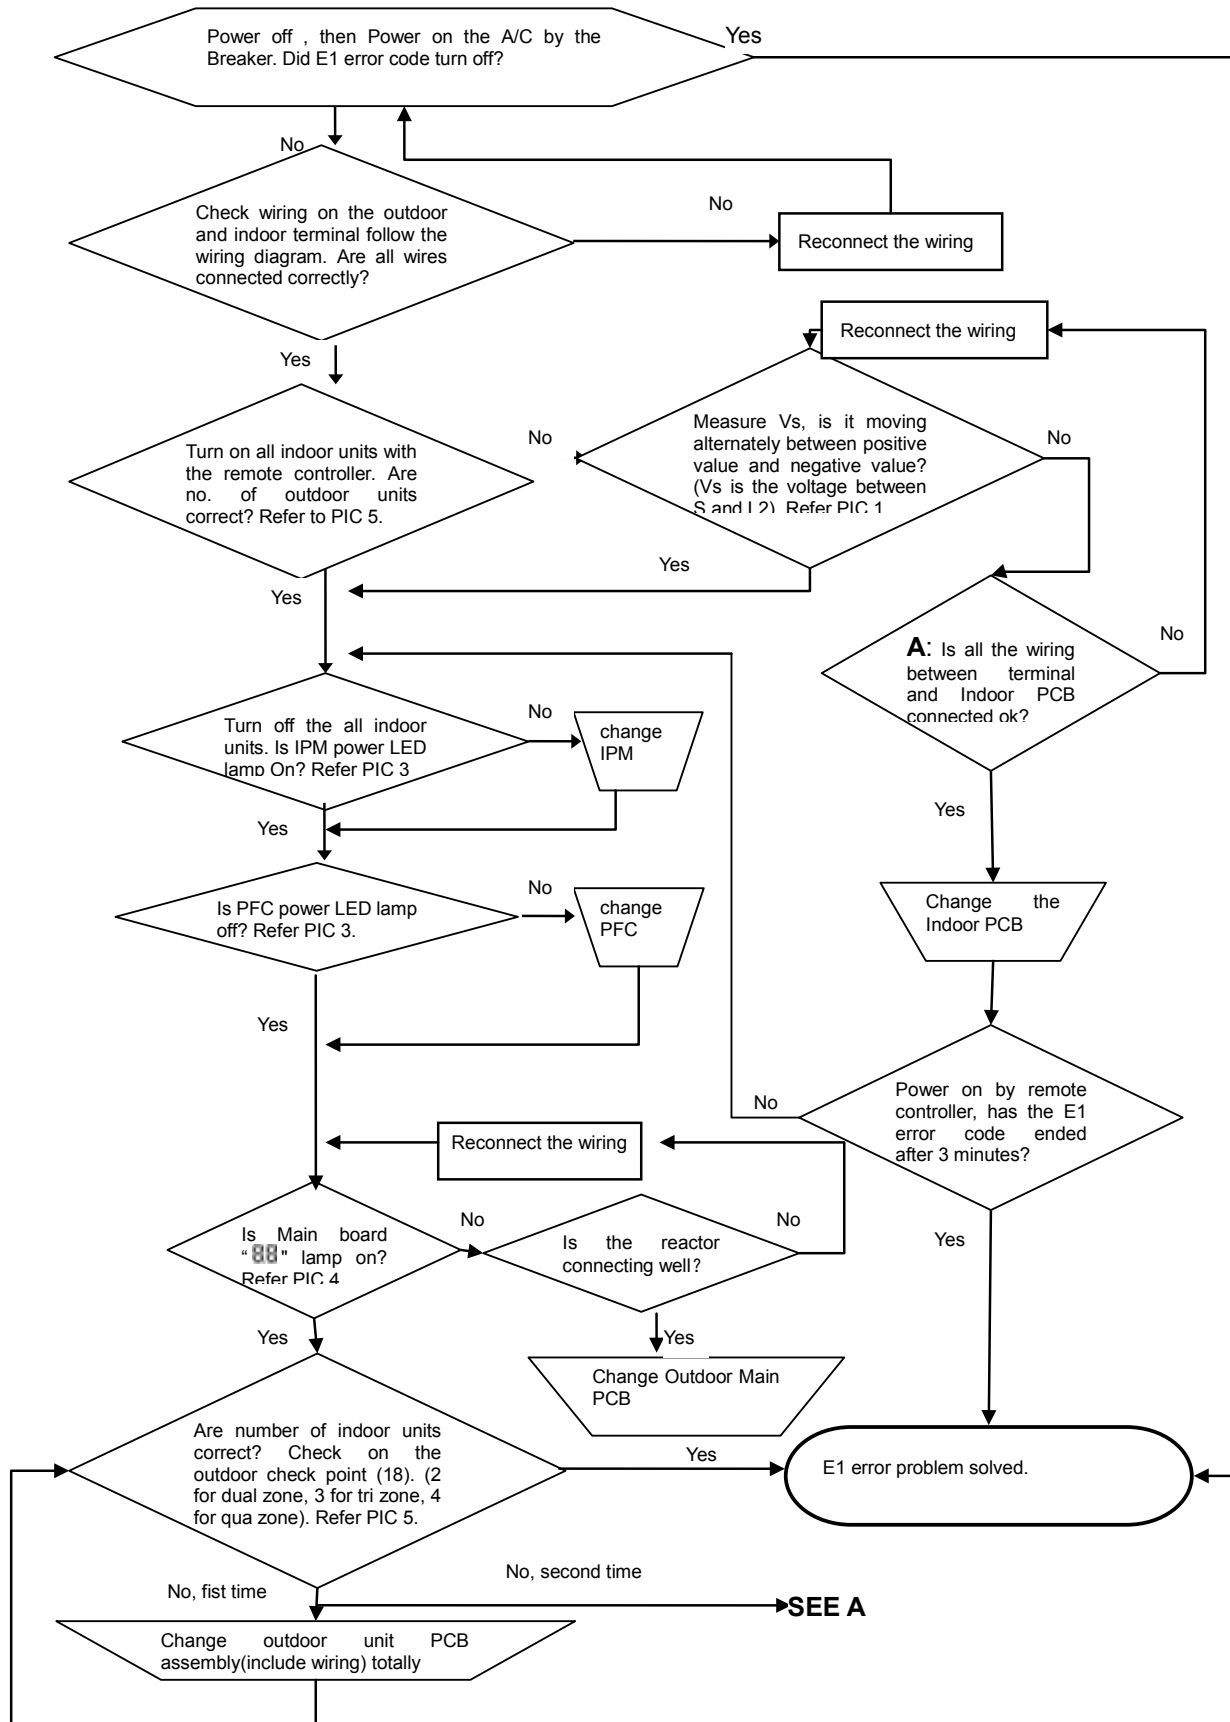 Power off , then Power on the A/C by the
Breaker. Did E1 error code turn off?
Yes
No
Check wiring on the outdoor
and indoor terminal follow the
wiring diagram. Are all wires
connected correctly?
No
Reconnect the wiring
Yes
Reconnect the wiring
Turn on all indoor units with
the remote controller. Are
no. of outdoor units
correct? Refer to PIC 5.
No
Measure Vs, is it moving
alternately between positive
value and negative value?
(Vs is the voltage between
S and L2). Refer PIC 1
No
Yes
Yes
A: Is all the wiring
between terminal
and Indoor PCB
connected ok?
No
Turn off the all indoor
units. Is IPM power LED
lamp On? Refer PIC 3
No
change
IPM
Yes
Yes
Is PFC power LED lamp
off? Refer PIC 3.
No
change
PFC
Change the
Indoor PCB
Yes
Power on by remote
controller, has the E1
error code ended
after 3 minutes?
No
Reconnect the wiring
Is Main board
“88" lamp on?
Refer PIC 4
No
Is the reactor
connecting well?
No
Yes
Yes
Yes
Change Outdoor Main
PCB
Are number of indoor units
correct? Check on the
outdoor check point (18). (2
for dual zone, 3 for tri zone, 4
for qua zone). Refer PIC 5.
Yes
E1 error problem solved.
No, second time
No, fist time
SEE A
Change outdoor unit PCB
assembly(include wiring) totally